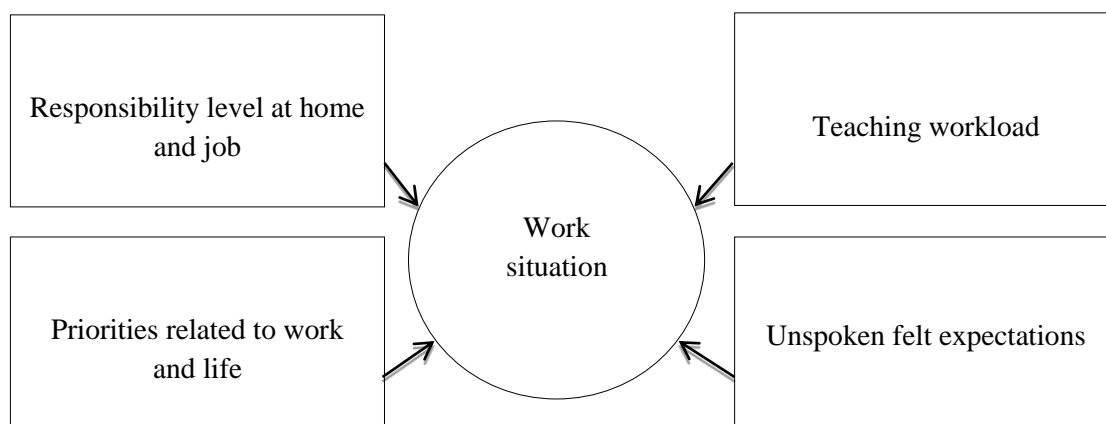 Responsibility level at home
and job
Teaching workload
Work
situation
Priorities related to work
and life
Unspoken felt expectations